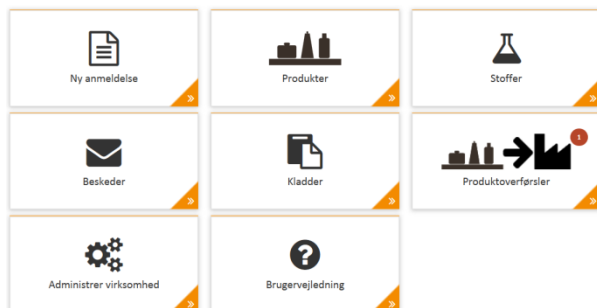 Ny anmeldelse
Produkter
Stoffer
Beskeder
Kladder
1
Produktoverførsler
Administrer virksomhed
Brugervejledning